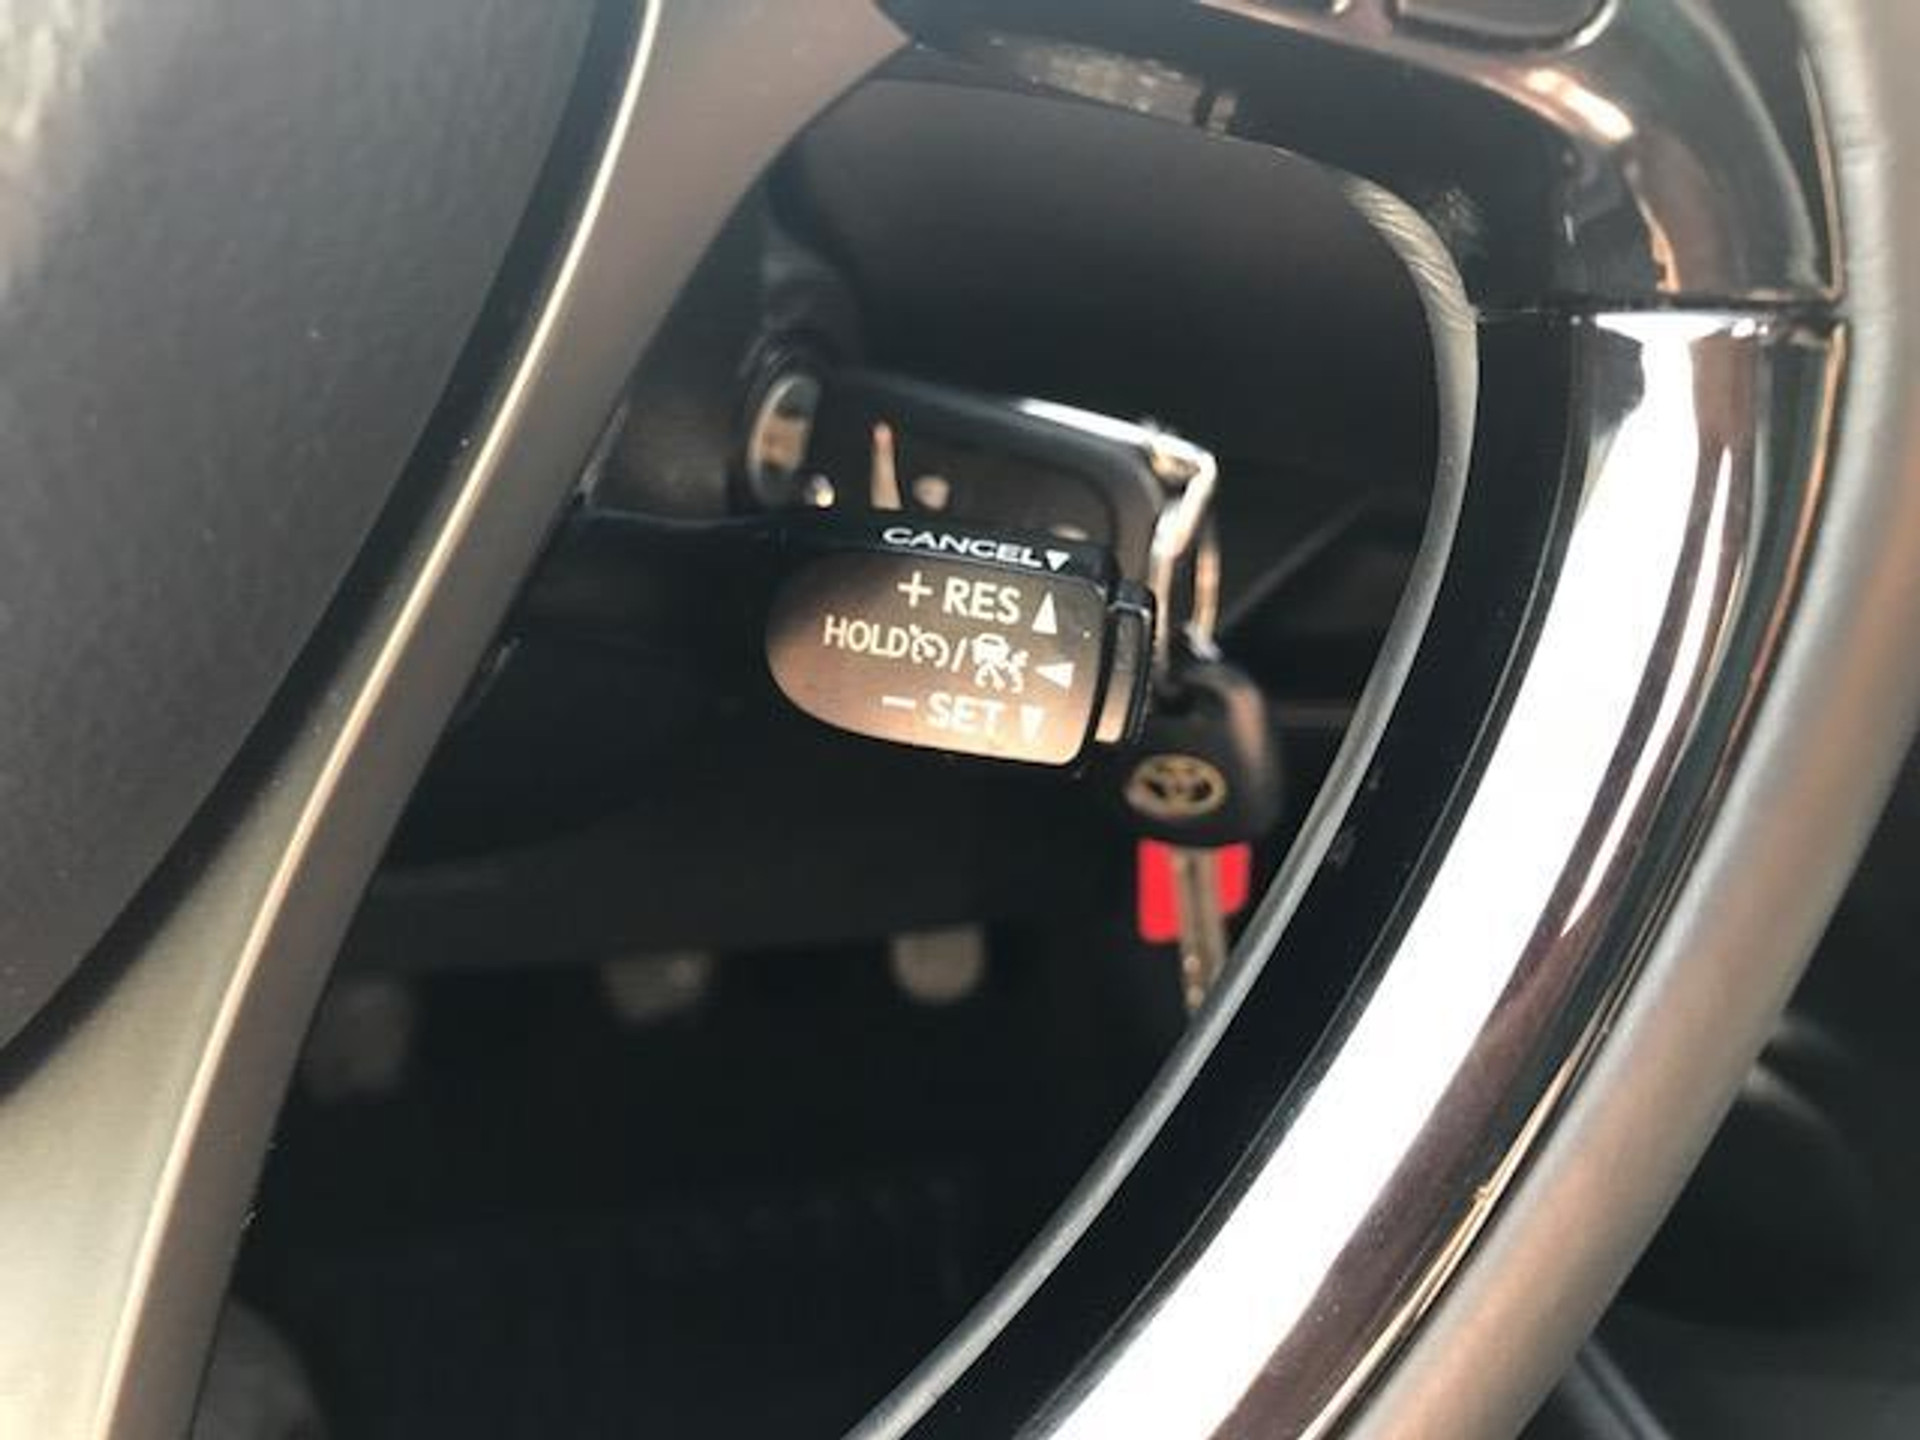 CANCEL▼
+ RES ▲
HOLD / ◀
− SET ▼